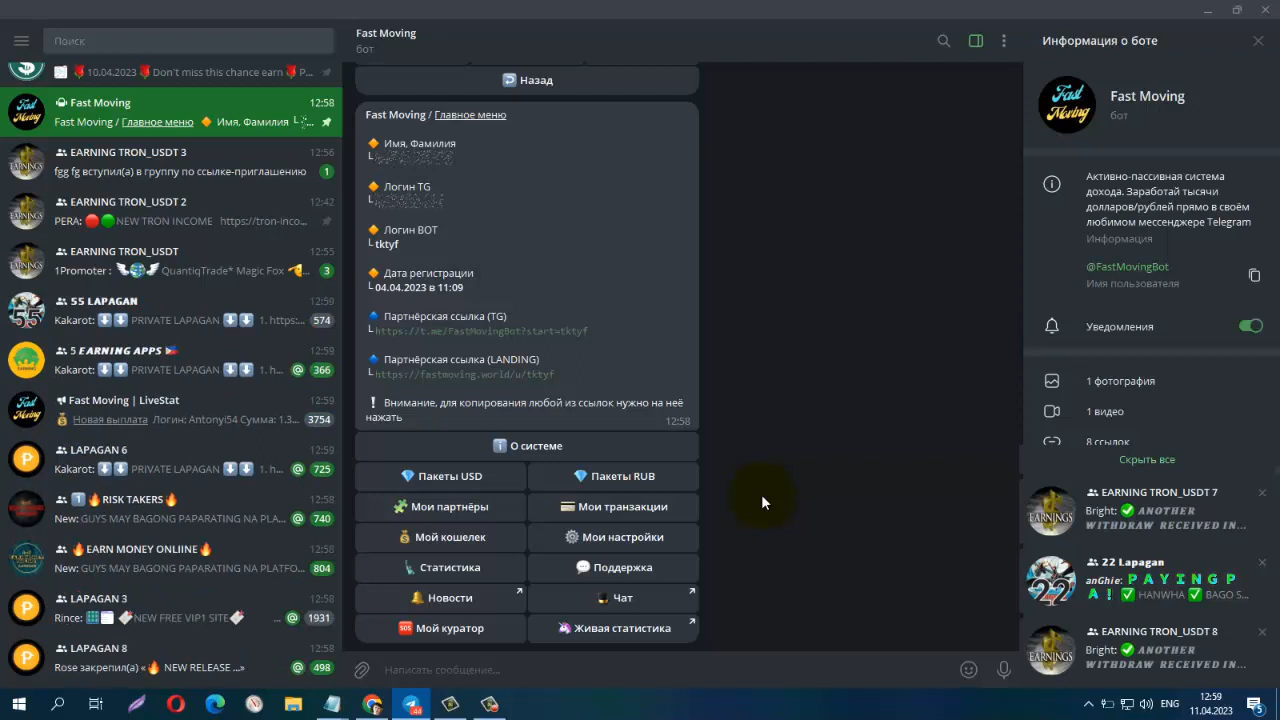 Поиск
10.04.2023🌹Don't miss this chance earn🌹P...
Fast Moving
12:58
Fast Moving / Главное меню 🔸 Имя, Фамилия └...
EARNING TRON_USDT 3
12:56
fgg fg вступил(а) в группу по ссылке-приглашению
1
EARNING TRON_USDT 2
12:42
PERA: 🔴🟢NEW TRON INCOME https://tron-inco...
EARNING TRON_USDT
12:55
1Promoter : 🌎 QuantiqTrade* Magic Fox ...
3
55 LAPAGAN
12:59
Kakarot: ⬇️⬇️ PRIVATE LAPAGAN ⬇️⬇️ 1. https:...
574
5 EARNING APPS 🇵🇭
12:59
Kakarot: ⬇️⬇️ PRIVATE LAPAGAN ⬇️⬇️ 1. h...
@ 366
Fast Moving | LiveStat
12:59
💰 Новая выплата Логин: Antonyi54 Сумма: 1.3...
3754
LAPAGAN 6
12:59
Kakarot: ⬇️⬇️ PRIVATE LAPAGAN ⬇️⬇️ 1. h...
@ 725
1️⃣🔥RISK TAKERS🔥
12:58
New: GUYS MAY BAGONG PAPARATING NA PLA...
@ 740
🔥EARN MONEY ONLIINE🔥
12:58
New: GUYS MAY BAGONG PAPARATING NA PLATFO...
804
LAPAGAN 3
12:58
Rince: NEW FREE VIP1 SITE ...
@ 1931
LAPAGAN 8
12:58
Rose закрепил(а) «🔥 NEW RELEASE ...»
@ 498
Fast Moving
бот
Назад
Fast Moving / Главное меню
🔸 Имя, Фамилия
🔸 Логин TG
🔸 Логин BOT
└ tktyf
🔸 Дата регистрации
└ 04.04.2023 в 11:09
🔹 Партнёрская ссылка (TG)
└ https://t.me/FastMovingBot?start=tktyf
🔹 Партнёрская ссылка (LANDING)
└ https://fastmoving.world/u/tktyf
❕ Внимание, для копирования любой из ссылок нужно на неё
нажать
12:58
ℹ️ О системе
💎 Пакеты USD
💎 Пакеты RUB
🧩 Мои партнёры
💳 Мои транзакции
💰 Мой кошелек
⚙️ Мои настройки
🗽 Статистика
💬 Поддержка
🔔 Новости
🎩 Чат
🆘 Мой куратор
🦄 Живая статистика
Написать сообщение...
Информация о боте
Fast Moving
Fast Moving
бот
Активно-пассивная система
дохода. Заработай тысячи
долларов/рублей прямо в своём
любимом мессенджере Telegram
Информация
@FastMovingBot
Имя пользователя
Уведомления
1 фотография
1 видео
8 ссылок
Скрыть все
EARNING TRON_USDT 7
Bright: ✅ ANOTHER
WITHDRAW RECEIVED IN...
22 Lapagan
anGhie: P A Y I N G P
A ! ✅ HANWHA ✅ BAGO S...
EARNING TRON_USDT 8
Bright: ✅ ANOTHER
WITHDRAW RECEIVED IN...
44
ENG
12:59
11.04.2023
5